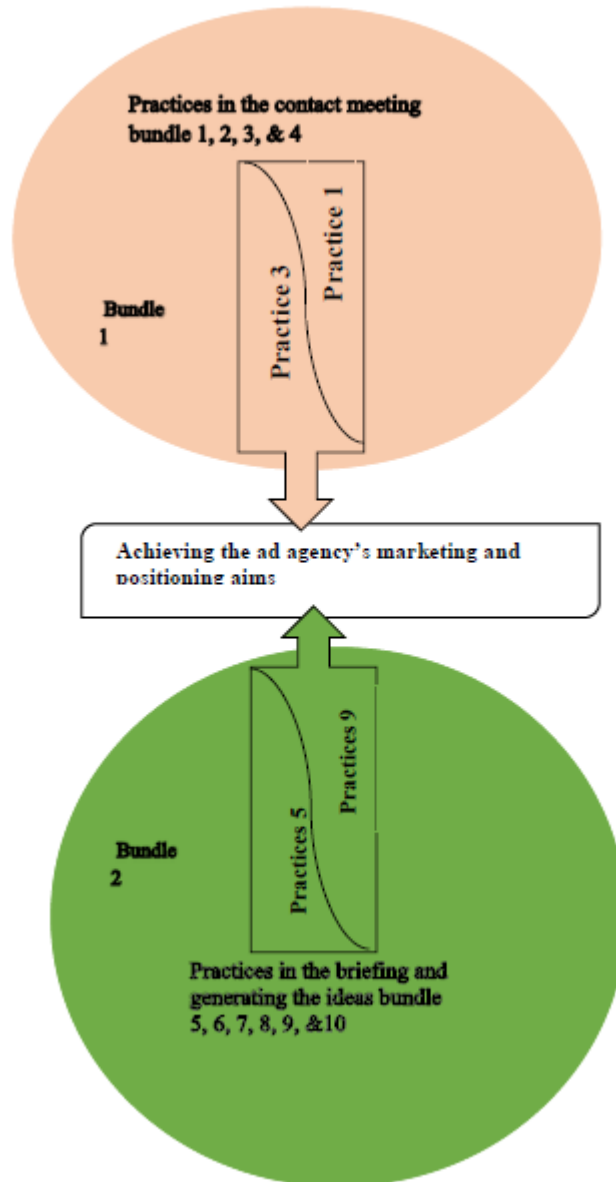 Practices in the contact meeting
bundle 1, 2, 3, & 4
Practice 1
Practice 3
Bundle
1
Achieving the ad agency's marketing and
positioning aims
Practices 9
Practices 5
Bundle
2
Practices in the briefing and
generating the ideas bundle
5, 6, 7, 8, 9, &10